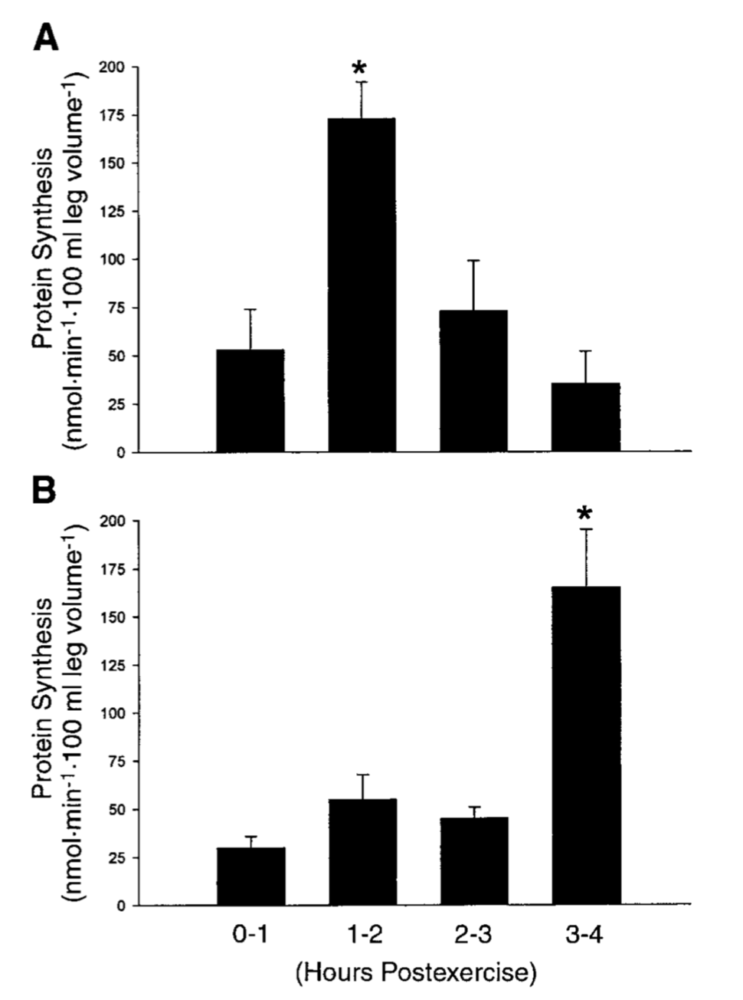 A
*
200
175
150
125
100
75
50
25
0
Protein Synthesis
(nmol·min⁻¹·100 ml leg volume⁻¹)
B
*
200
175
150
125
100
75
50
25
0
Protein Synthesis
(nmol·min⁻¹·100 ml leg volume⁻¹)
0-1 1-2 2-3 3-4
(Hours Postexercise)